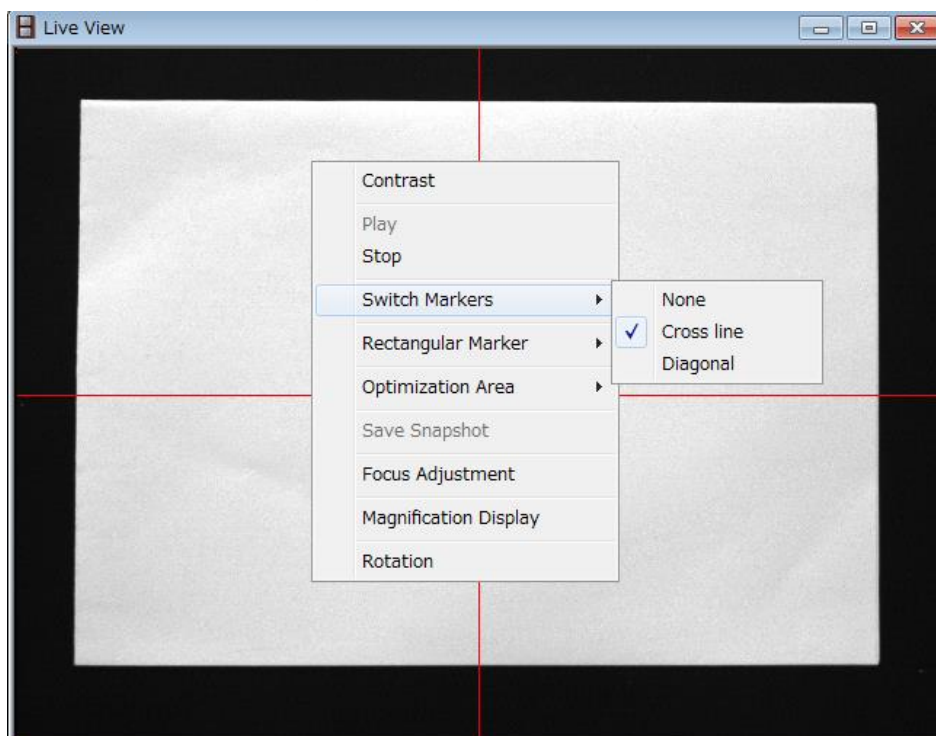 Live View
Contrast
Play
Stop
Switch Markers
None
Cross line
Diagonal
Rectangular Marker
Optimization Area
Save Snapshot
Focus Adjustment
Magnification Display
Rotation